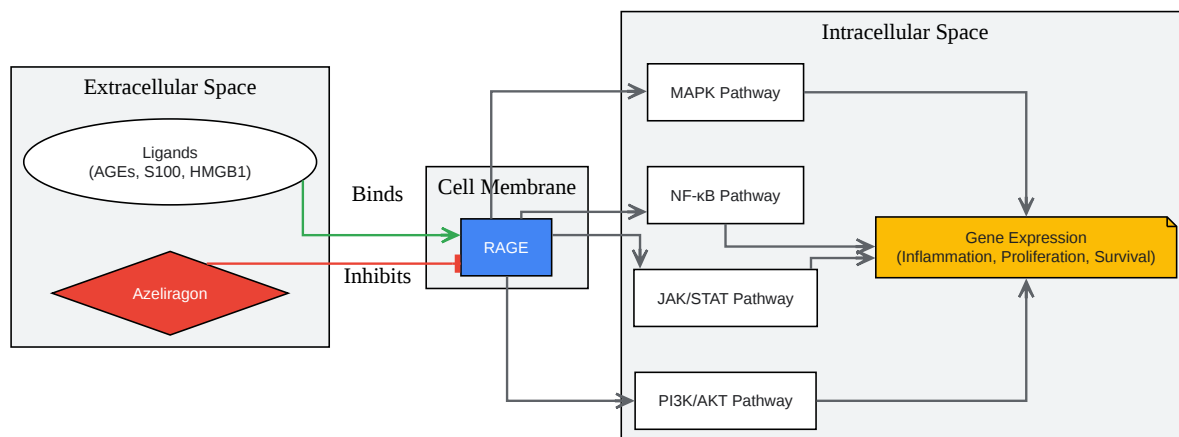 Extracellular Space
Ligands
(AGEs, S100, HMGB1)
Azeliragon
Binds
Inhibits
Cell Membrane
RAGE
Intracellular Space
MAPK Pathway
NF-κB Pathway
JAK/STAT Pathway
PI3K/AKT Pathway
Gene Expression
(Inflammation, Proliferation, Survival)